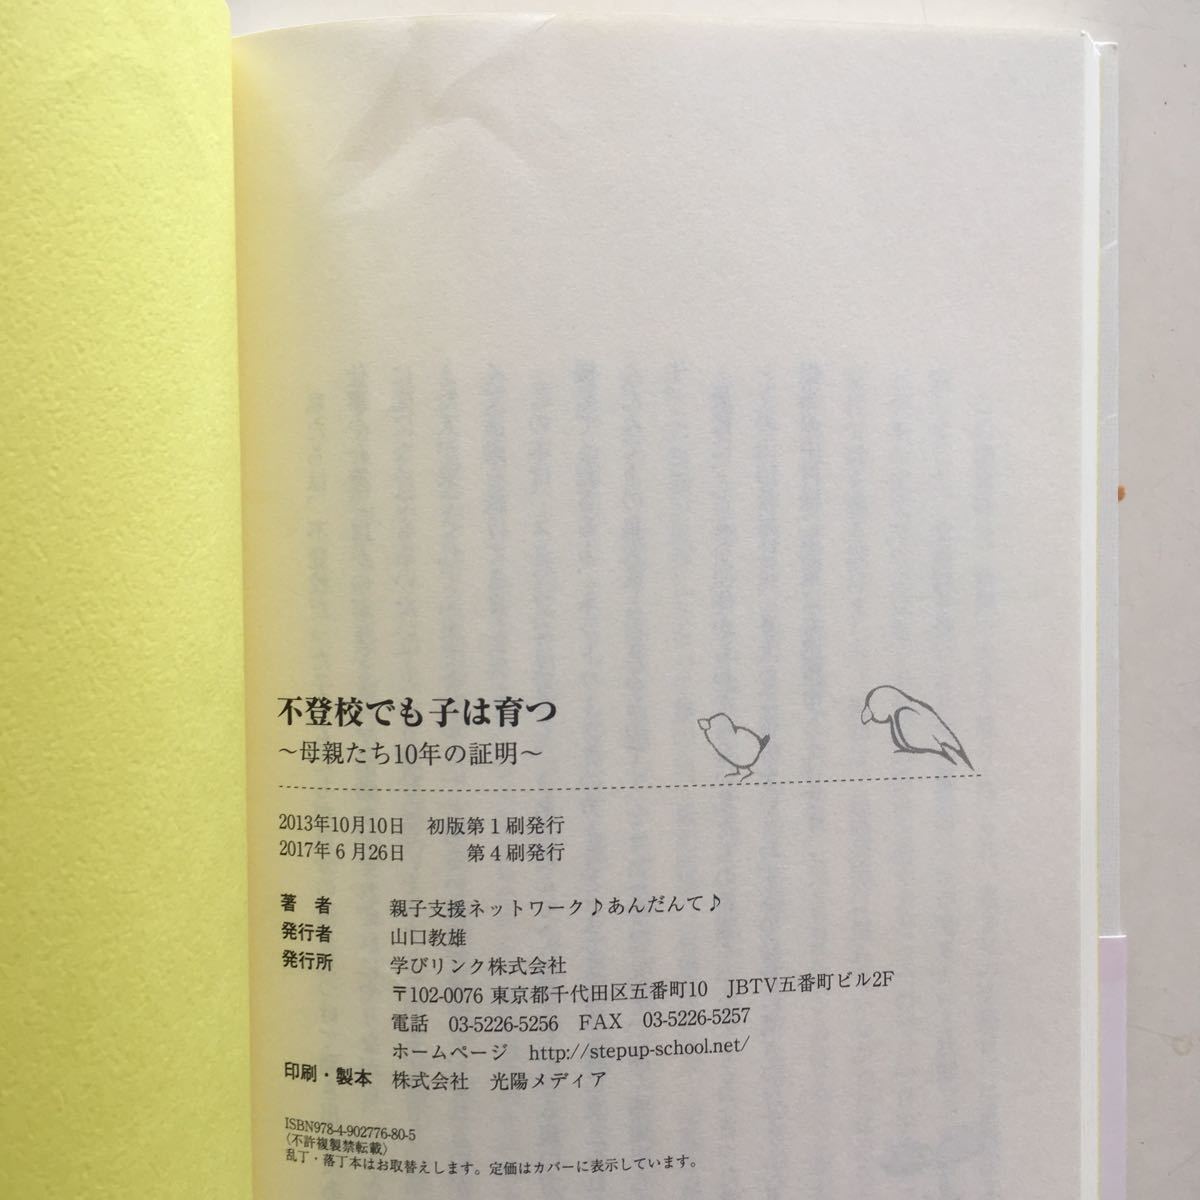 不登校でも子は育つ
～母親たち10年の証明～
2013年10月10日　初版第１刷発行
2017年６月26日　　　第４刷発行
著　者　　親子支援ネットワーク♪あんだんて♪
発行者　　山口教雄
発行所　　学びリンク株式会社
〒102-0076 東京都千代田区五番町10　JBTV五番町ビル2F
電話　03-5226-5256　FAX　03-5226-5257
ホームページ　http://stepup-school.net/
印刷・製本　株式会社　光陽メディア
ISBN978-4-902776-80-5
〈不許複製禁転載〉
乱丁・落丁本はお取替えします。定価はカバーに表示しています。